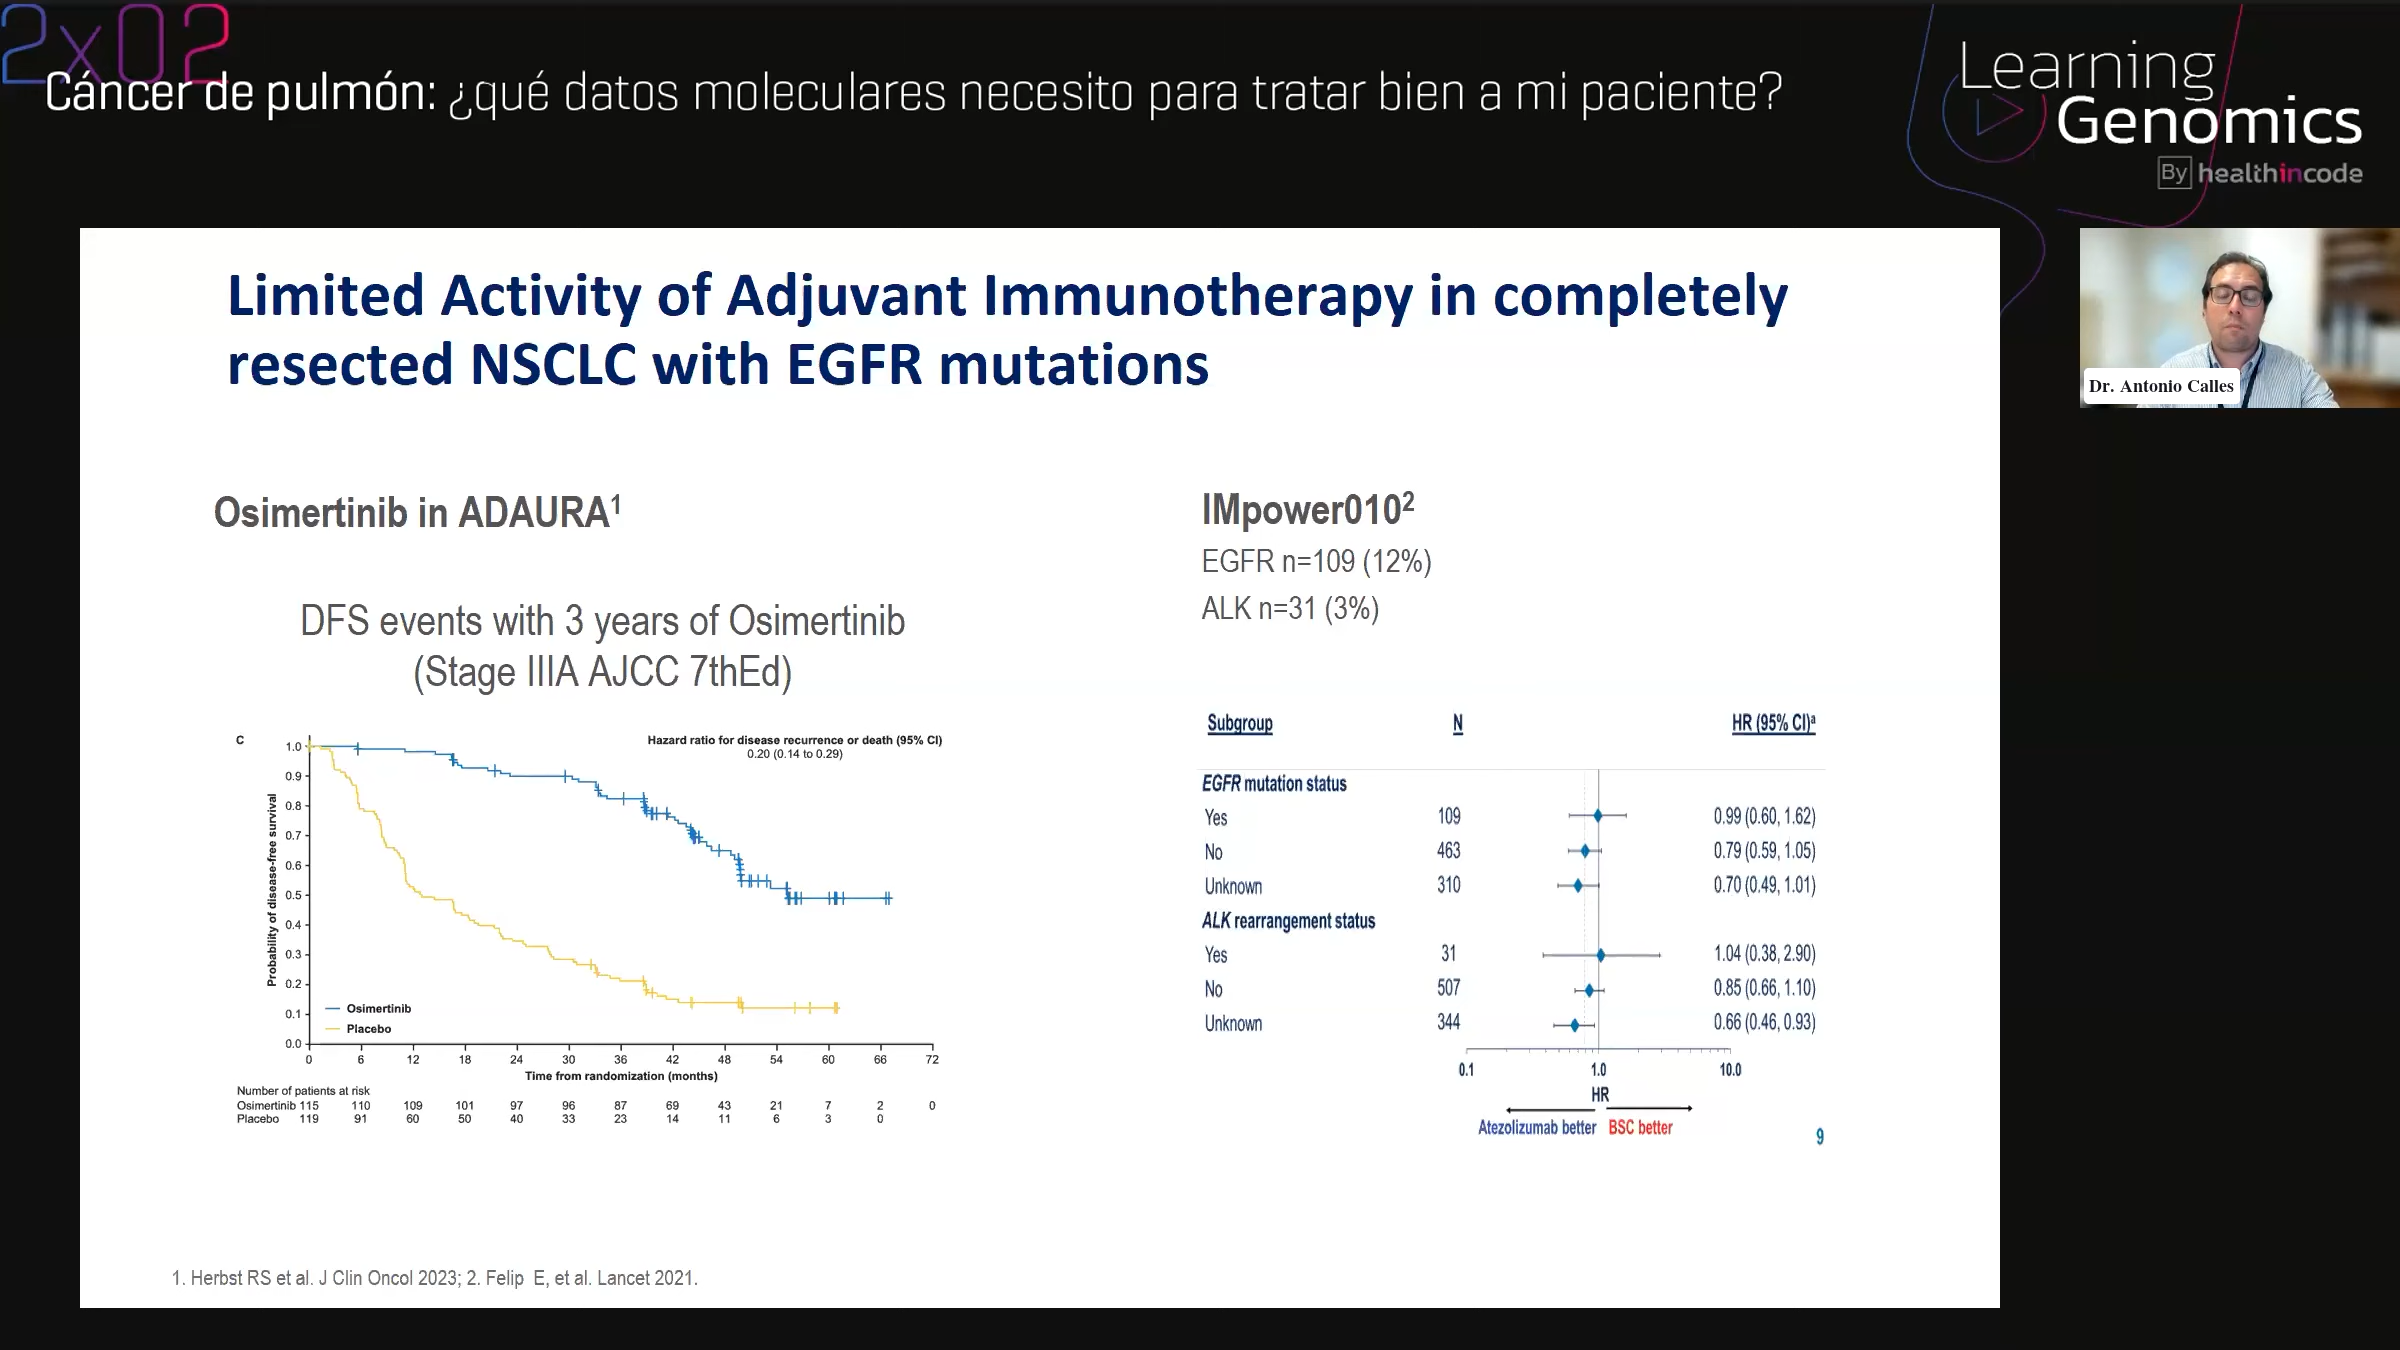 2x02
Cáncer de pulmón: ¿qué datos moleculares necesito para tratar bien a mi paciente?
Learning
Genomics
By healthincode
Dr. Antonio Calles
Limited Activity of Adjuvant Immunotherapy in completely
resected NSCLC with EGFR mutations
Osimertinib in ADAURA¹
DFS events with 3 years of Osimertinib
(Stage IIIA AJCC 7thEd)
C
Hazard ratio for disease recurrence or death (95% CI)
0.20 (0.14 to 0.29)
Probability of disease-free survival
1.0
0.9
0.8
0.7
0.6
0.5
0.4
0.3
0.2
0.1
0.0
Osimertinib
Placebo
0 6 12 18 24 30 36 42 48 54 60 66 72
Time from randomization (months)
Number of patients at risk
Osimertinib 115 110 109 101 97 96 87 69 43 21 7 2 0
Placebo 119 91 60 50 40 33 23 14 11 6 3 0
IMpower010²
EGFR n=109 (12%)
ALK n=31 (3%)
Subgroup N HR (95% CI)ᵃ
EGFR mutation status
Yes 109 0.99 (0.60, 1.62)
No 463 0.79 (0.59, 1.05)
Unknown 310 0.70 (0.49, 1.01)
ALK rearrangement status
Yes 31 1.04 (0.38, 2.90)
No 507 0.85 (0.66, 1.10)
Unknown 344 0.66 (0.46, 0.93)
0.1 1.0 10.0
HR
Atezolizumab better BSC better
9
1. Herbst RS et al. J Clin Oncol 2023; 2. Felip E, et al. Lancet 2021.